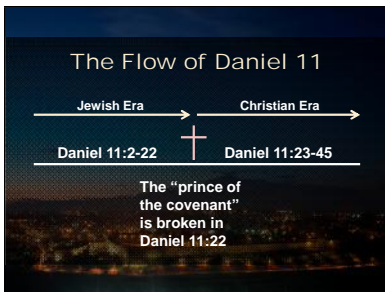 The Flow of Daniel 11
Jewish Era
Christian Era
Daniel 11:2-22
Daniel 11:23-45
The “prince of
the covenant”
is broken in
Daniel 11:22